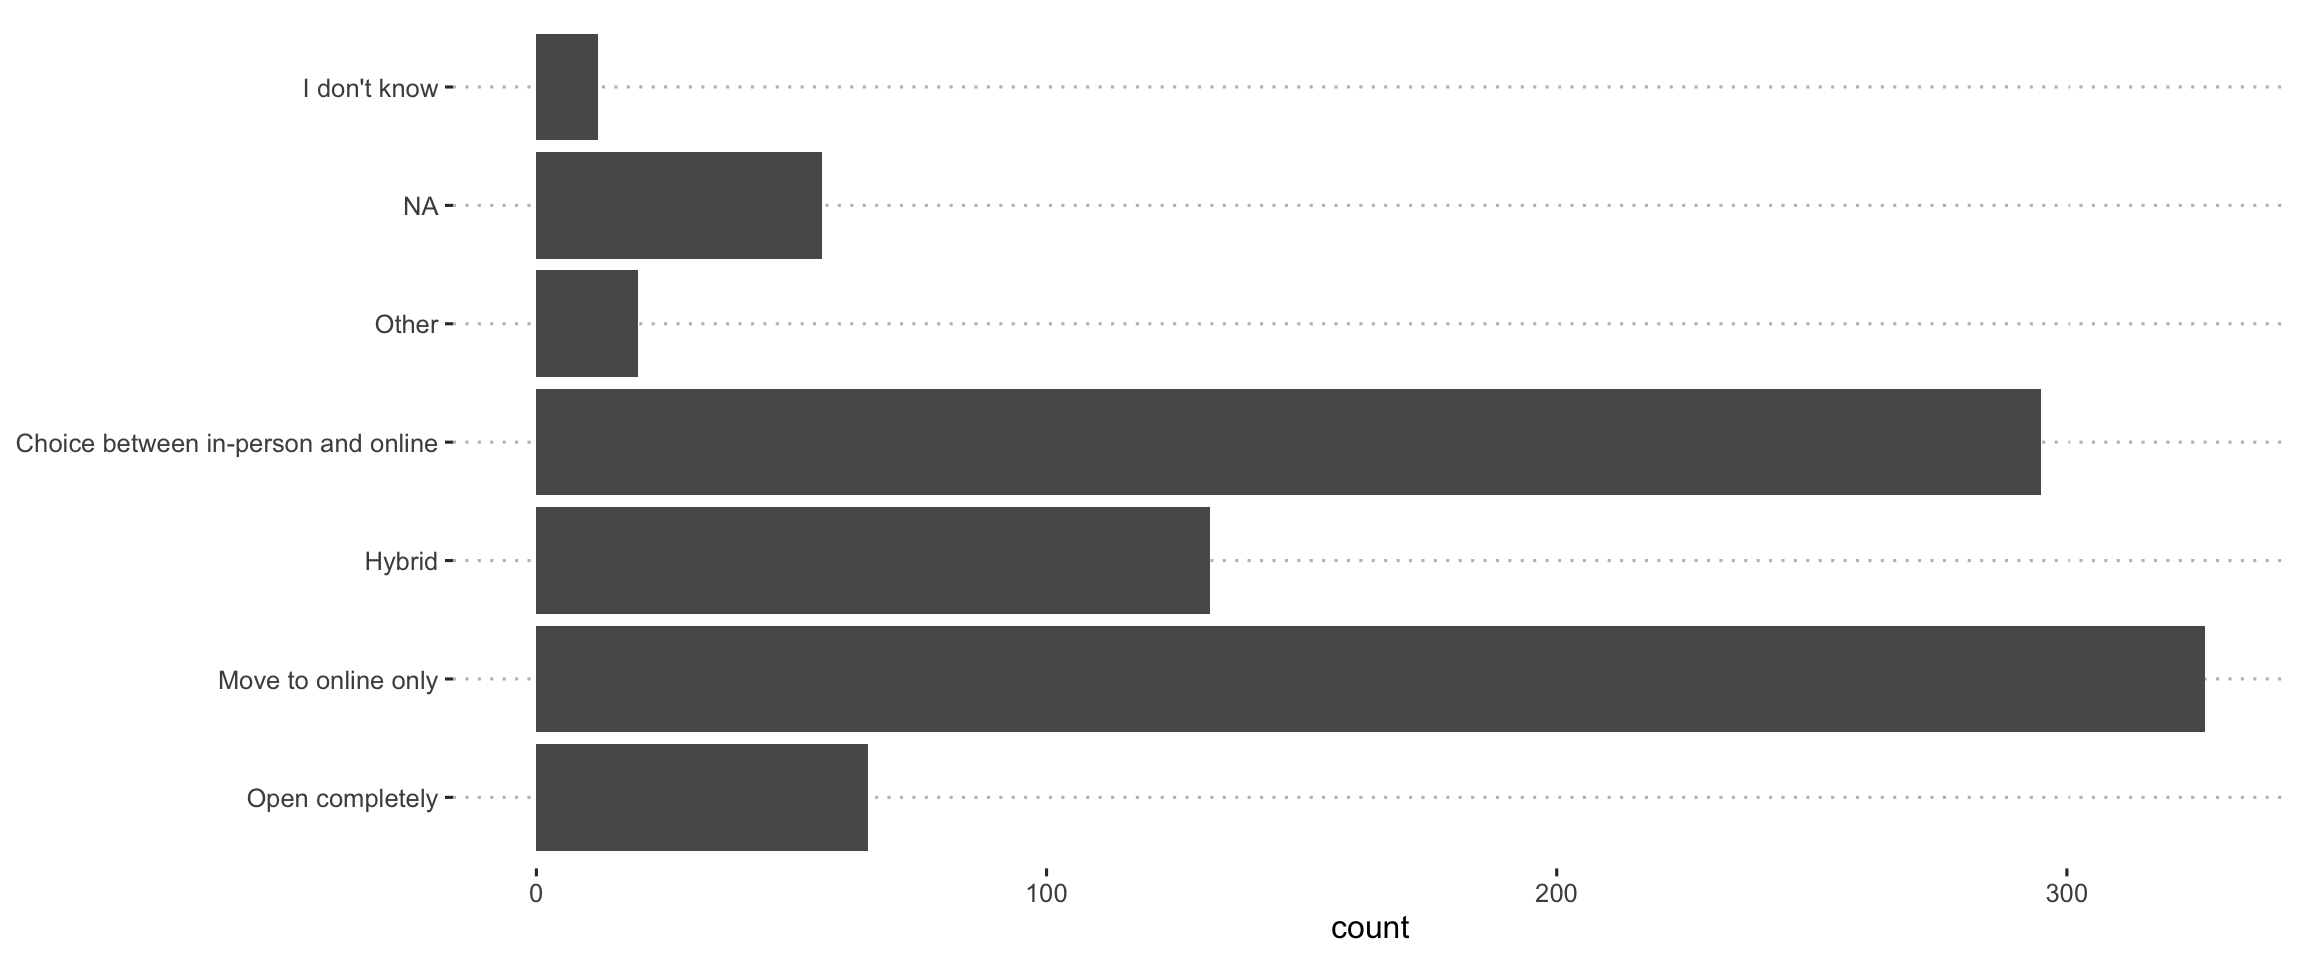 I don't know
NA
Other
Choice between in-person and online
Hybrid
Move to online only
Open completely
0 100 200 300
count